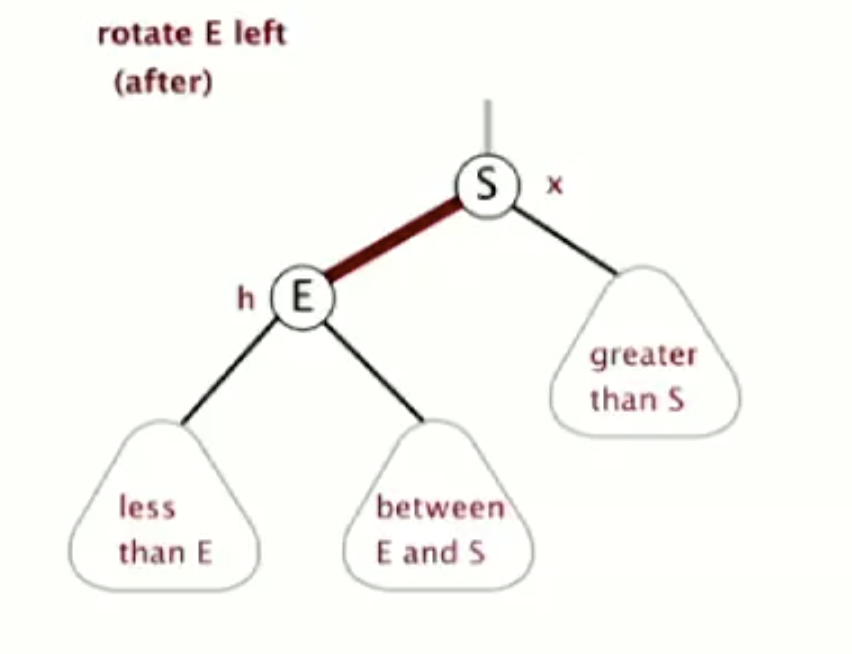 rotate E left
(after)
S x
h E
greater
than S
less
than E
between
E and S